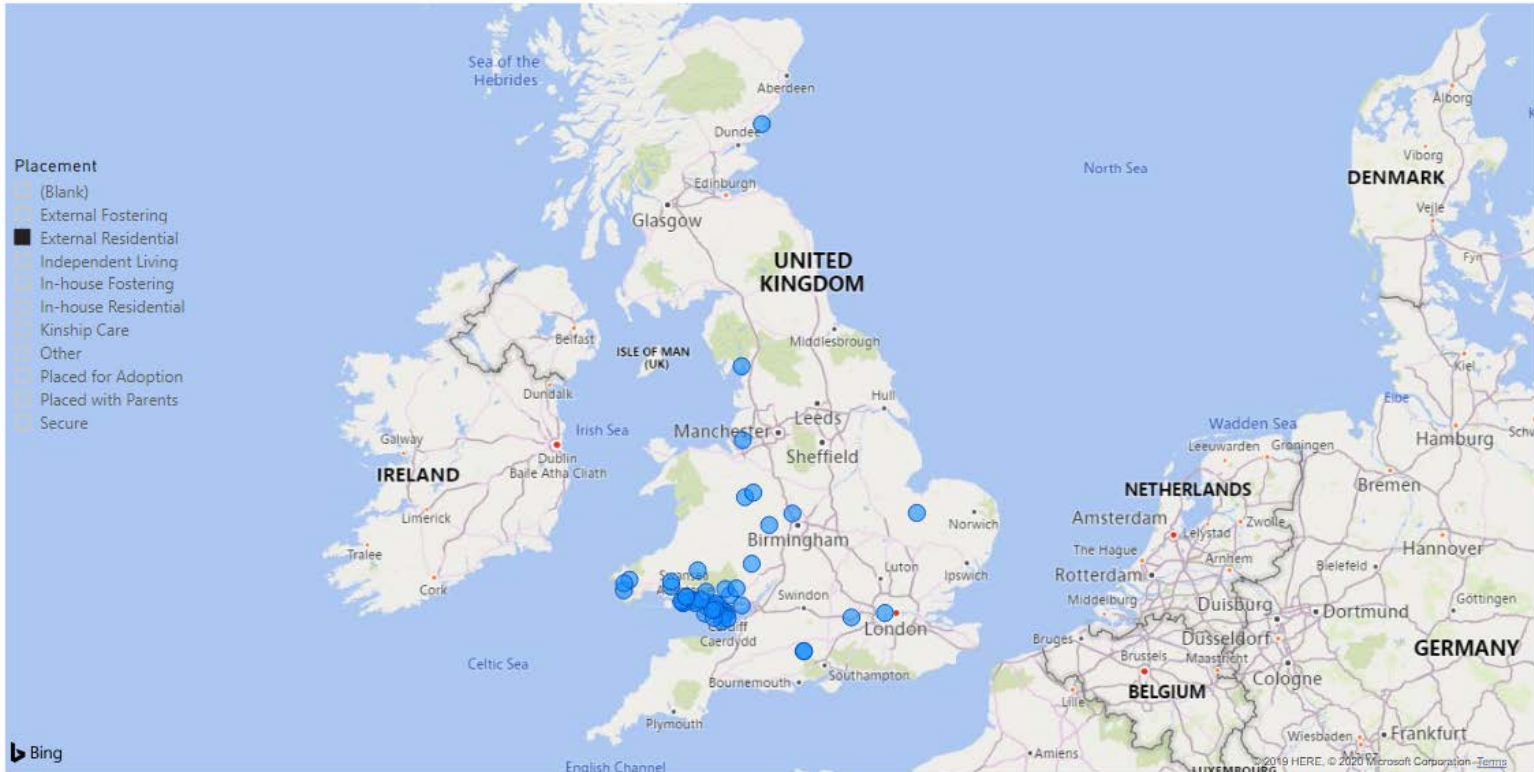 Placement
(Blank)
External Fostering
External Residential
Independent Living
In-house Fostering
In-house Residential
Kinship Care
Other
Placed for Adoption
Placed with Parents
Secure
Sea of the
Hebrides
Aberdeen
Dundee
Edinburgh
Glasgow
UNITED
KINGDOM
North Sea
Ålborg
Viborg
DENMARK
Vejle
Fyn
Belfast
ISLE OF MAN
(UK)
Middlesbrough
Kiel
Dundalk
Irish Sea
Galway
Dublin
Baile Atha Cliath
IRELAND
Limerick
Tralee
Cork
Leeds
Hull
Manchester
Sheffield
Elbe
Wadden Sea
Leeuwarden
Groningen
Hamburg
Bremen
NETHERLANDS
Amsterdam
Lelystad
Zwolle
Norwich
Birmingham
The Hague
Arnhem
Hannover
Rotterdam
Bielefeld
Luton
Ipswich
Swansea
Swindon
Middelburg
Duisburg
Dortmund
Göttingen
Cardiff
Caerdydd
London
Bruges
Düsseldorf
GERMANY
Celtic Sea
Southampton
Bournemouth
Brussels
Maastricht
Cologne
BELGIUM
Lille
Plymouth
Wiesbaden
Frankfurt
Mainz
Amiens
LUXEMBOURG
English Channel
Bing
© 2019 HERE, © 2020 Microsoft Corporation Terms